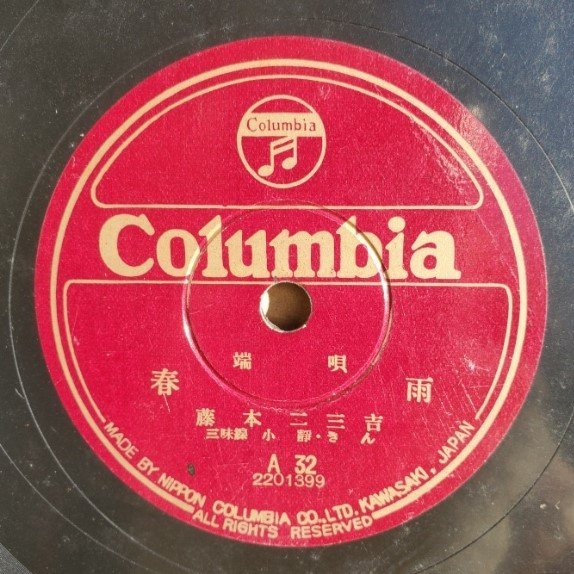 Columbia
Columbia
端唄
春雨
藤本二三吉
三味線 小静・きん
A 32
2201399
MADE BY NIPPON COLUMBIA CO., LTD. KAWASAKI, JAPAN
ALL RIGHTS RESERVED